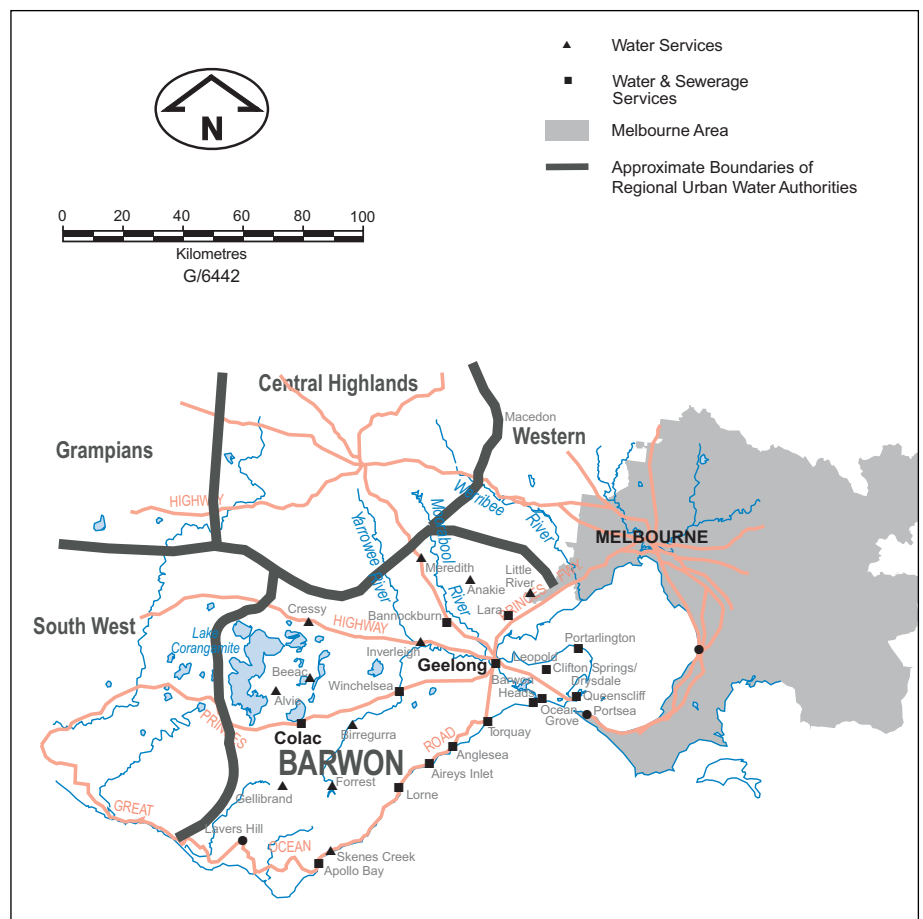 Water Services
Water & Sewerage
Services
Melbourne Area
Approximate Boundaries of
Regional Urban Water Authorities
N
0 20 40 60 80 100
Kilometres
G/6442
Central Highlands
Macedon
Western
Grampians
HIGHWAY
Werribee
River
Moorabool
River
Yarrowee River
MELBOURNE
Meredith
Little
River
Anakie
PRINCES HWY
Cressy
Lara
Bannockburn
HIGHWAY
South West
Lake
Corangamite
Inverleigh
Portarlington
Geelong
Leopold
Clifton Springs/
Drysdale
Beeac
Barwon
Heads
Alvie
Winchelsea
Queenscliff
Ocean
Grove
Portsea
PRINCES
Colac
Birregurra
Torquay
ROAD
BARWON
Anglesea
Aireys Inlet
Forrest
Gellibrand
Lorne
GREAT
Lavers Hill
OCEAN
Skenes Creek
Apollo Bay